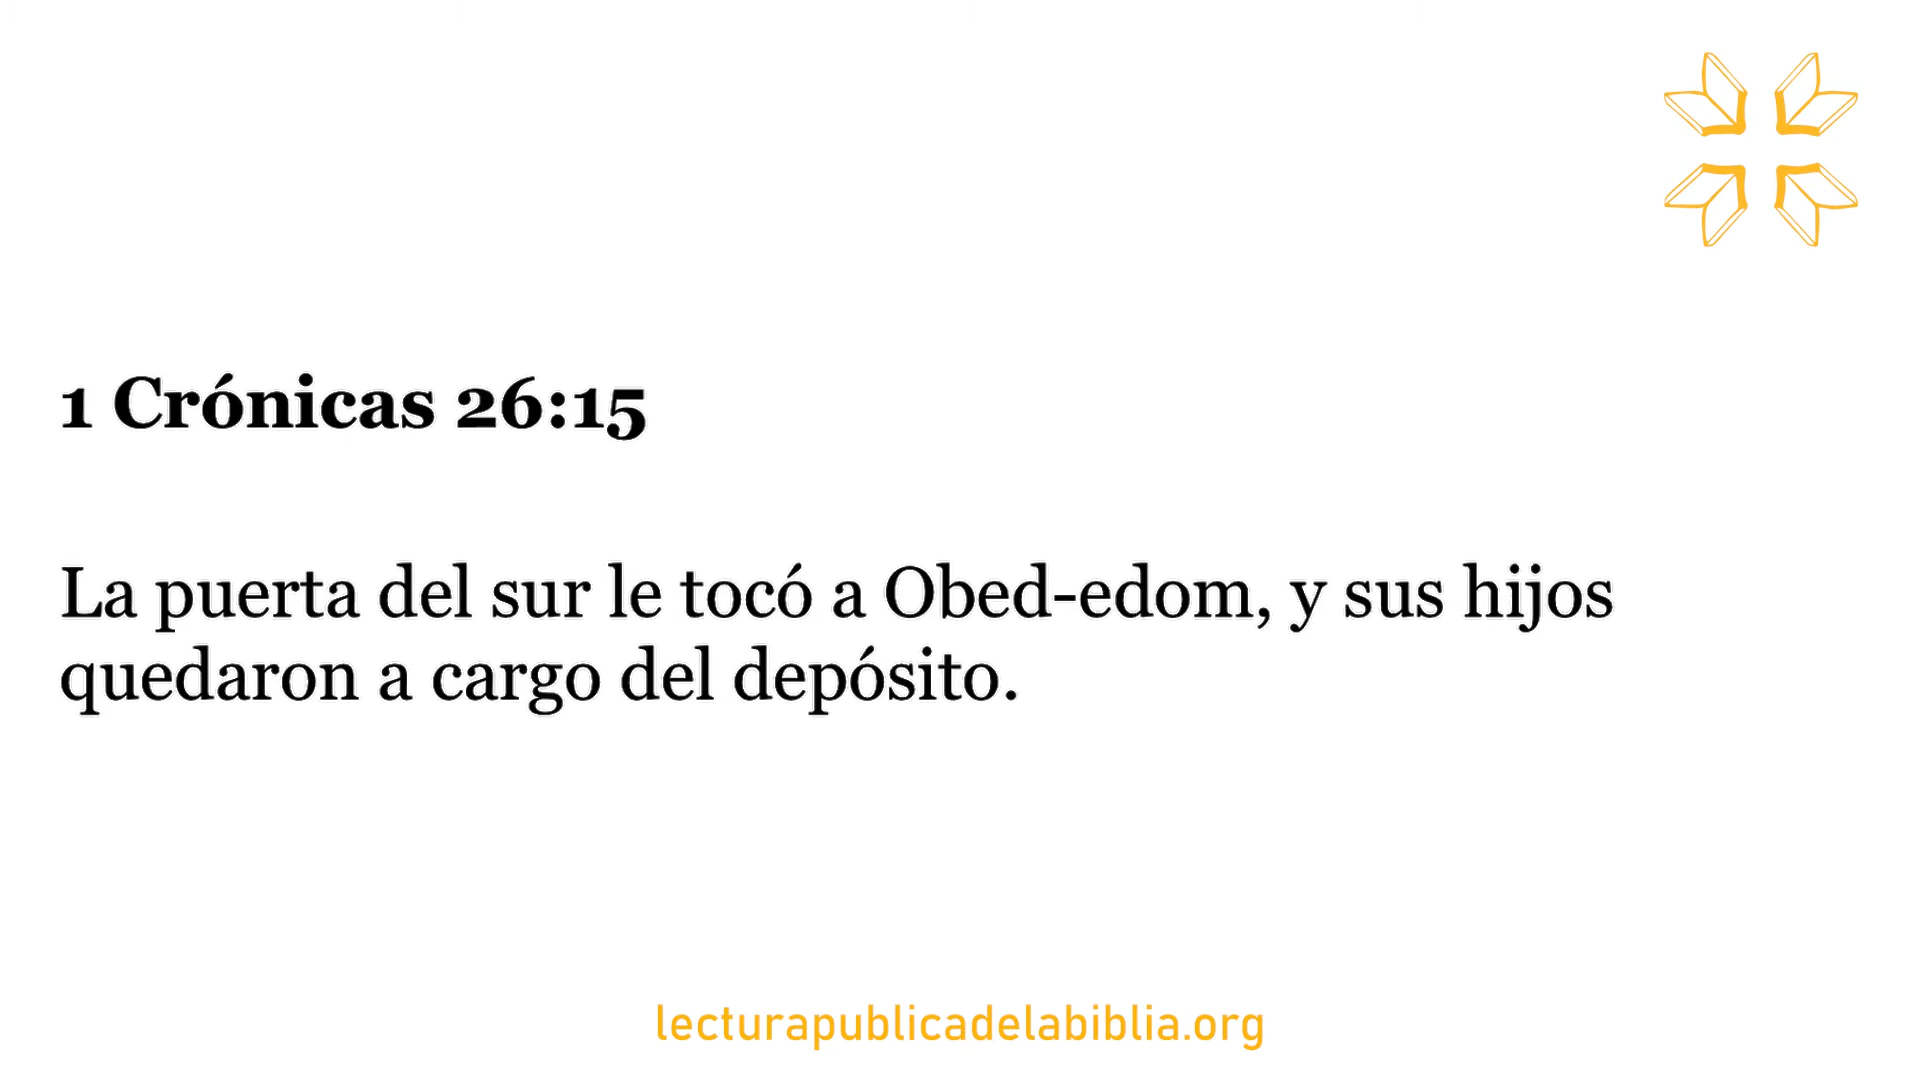 1 Crónicas 26:15
La puerta del sur le tocó a Obed-edom, y sus hijos
quedaron a cargo del depósito.
lecturapublicadelabiblia.org